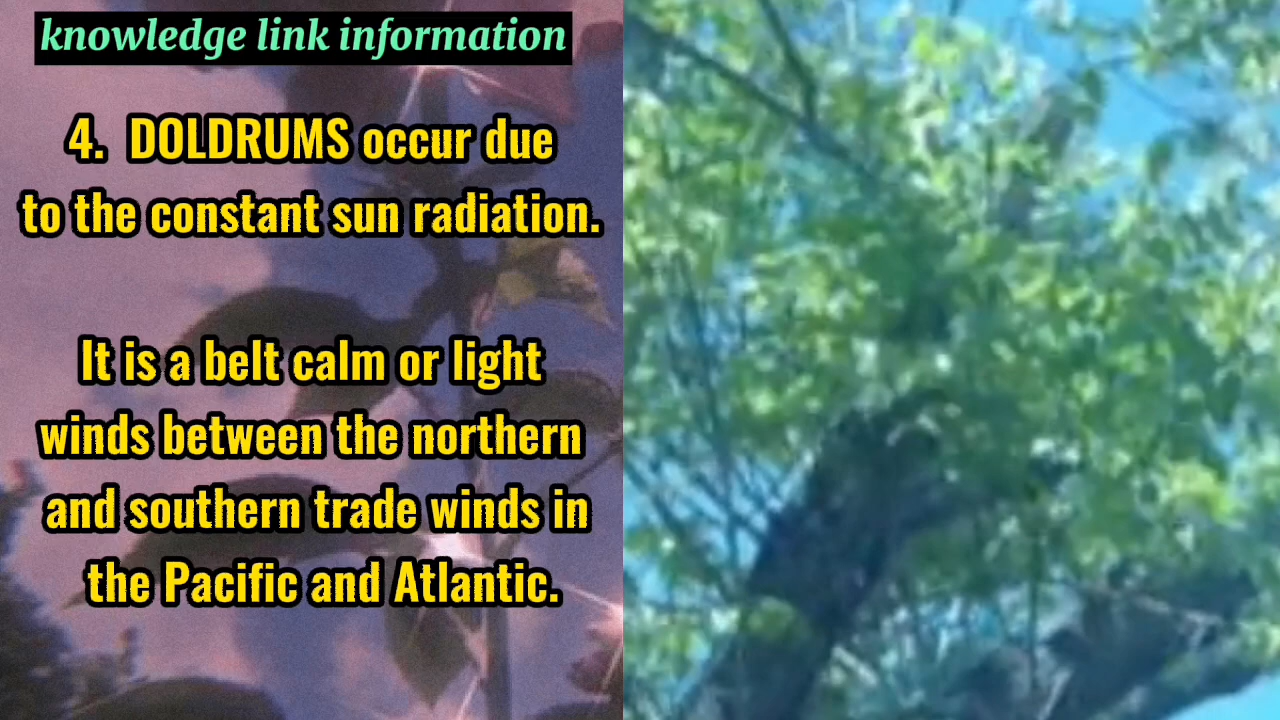 knowledge link information
4. DOLDRUMS occur due
to the constant sun radiation.
It is a belt calm or light
winds between the northern
and southern trade winds in
the Pacific and Atlantic.